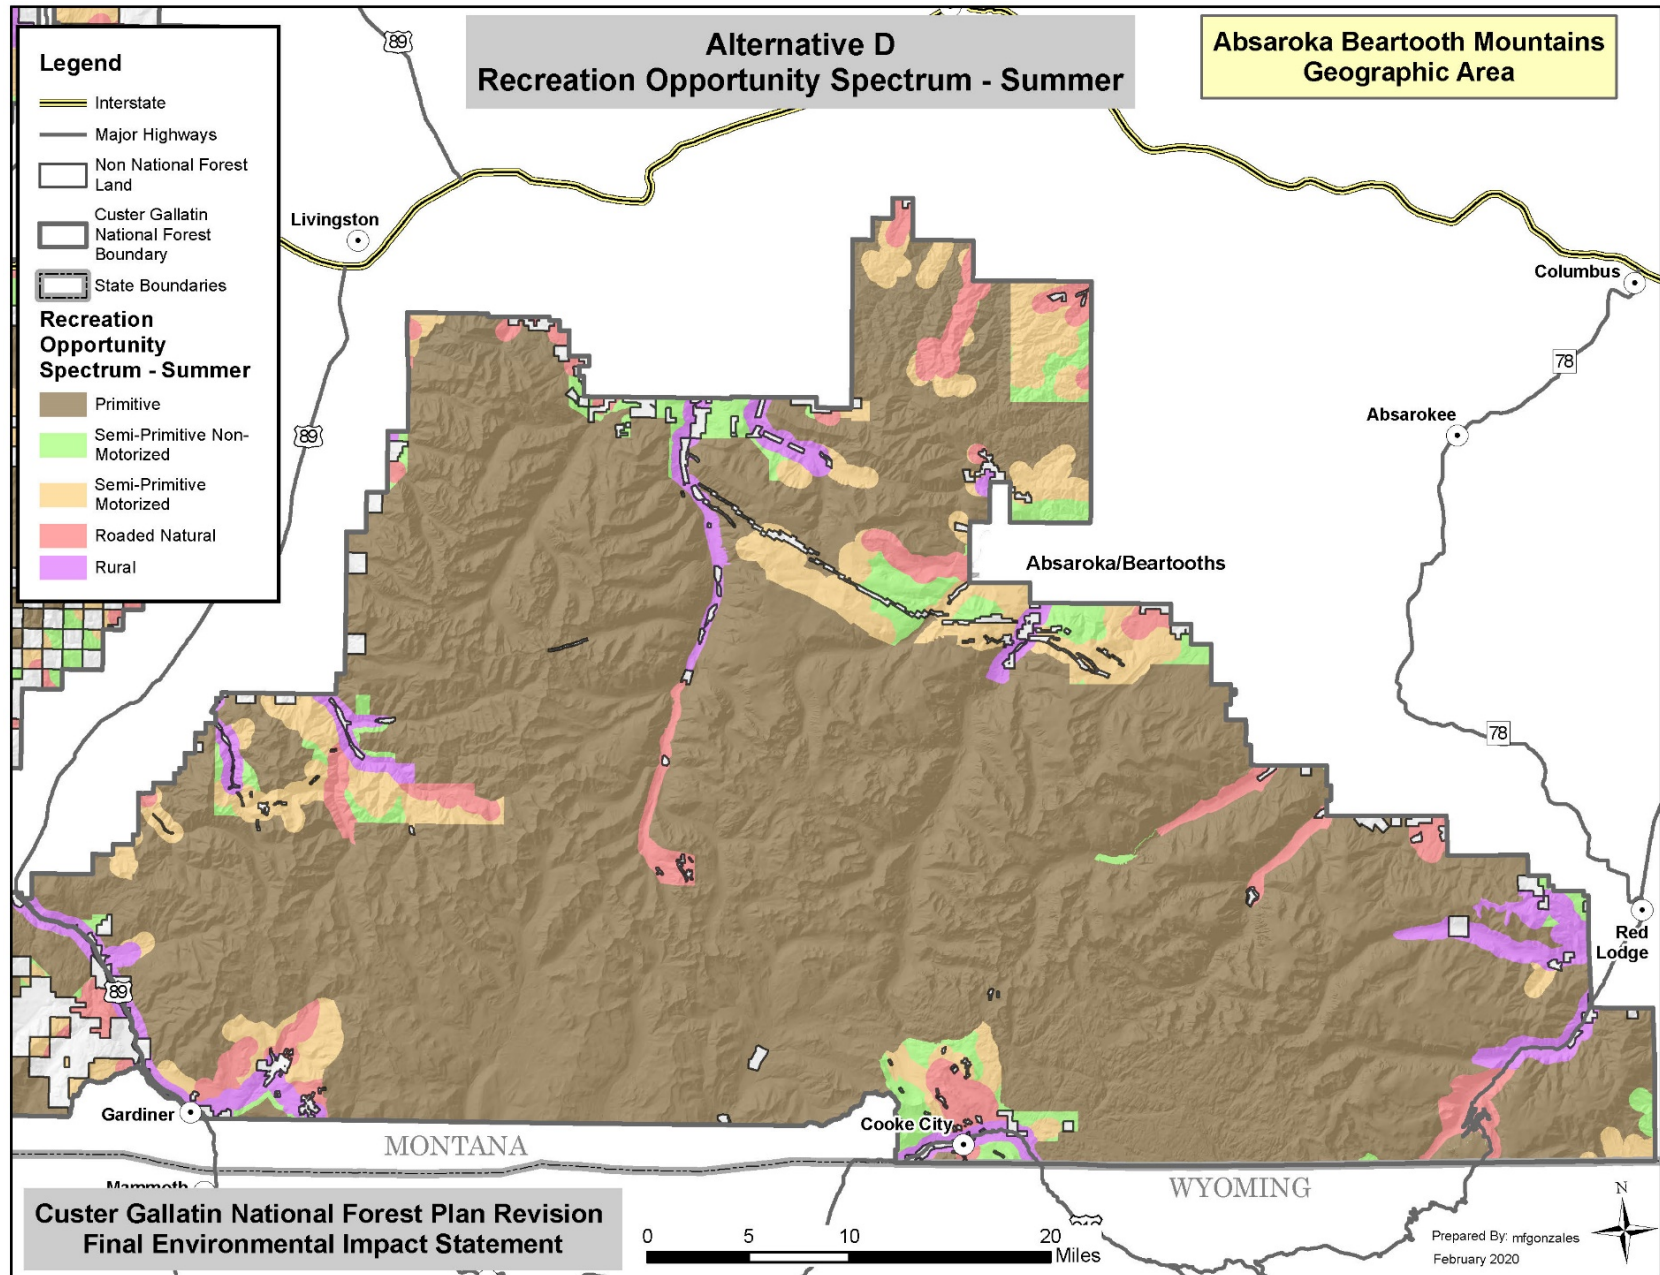 Alternative D
Recreation Opportunity Spectrum - Summer
Absaroka Beartooth Mountains
Geographic Area
Legend
Interstate
Major Highways
Non National Forest
Land
Custer Gallatin
National Forest
Boundary
State Boundaries
Recreation
Opportunity
Spectrum - Summer
Primitive
Semi-Primitive Non-
Motorized
Semi-Primitive
Motorized
Roaded Natural
Rural
89
Livingston
Columbus
78
89
Absarokee
Absaroka/Beartooths
78
Red
Lodge
89
Gardiner
Cooke City
MONTANA
WYOMING
Mammoth
Custer Gallatin National Forest Plan Revision
Final Environmental Impact Statement
0 5 10 20
Miles
N
Prepared By: mfgonzales
February 2020